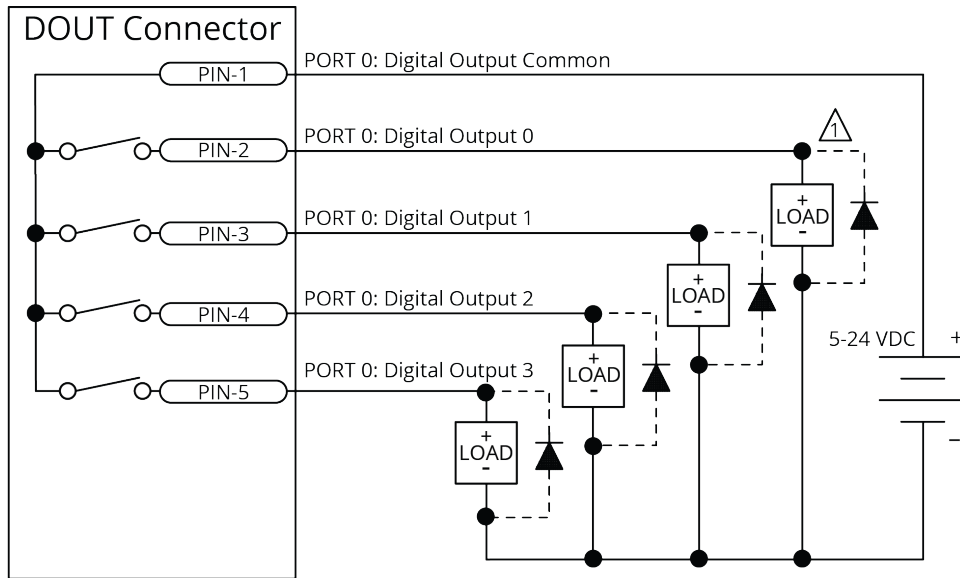 DOUT Connector
PIN-1
PORT 0: Digital Output Common
PIN-2
PORT 0: Digital Output 0
1
+
LOAD
-
PIN-3
PORT 0: Digital Output 1
+
LOAD
-
PIN-4
PORT 0: Digital Output 2
+
LOAD
-
5-24 VDC
+
-
PIN-5
PORT 0: Digital Output 3
+
LOAD
-